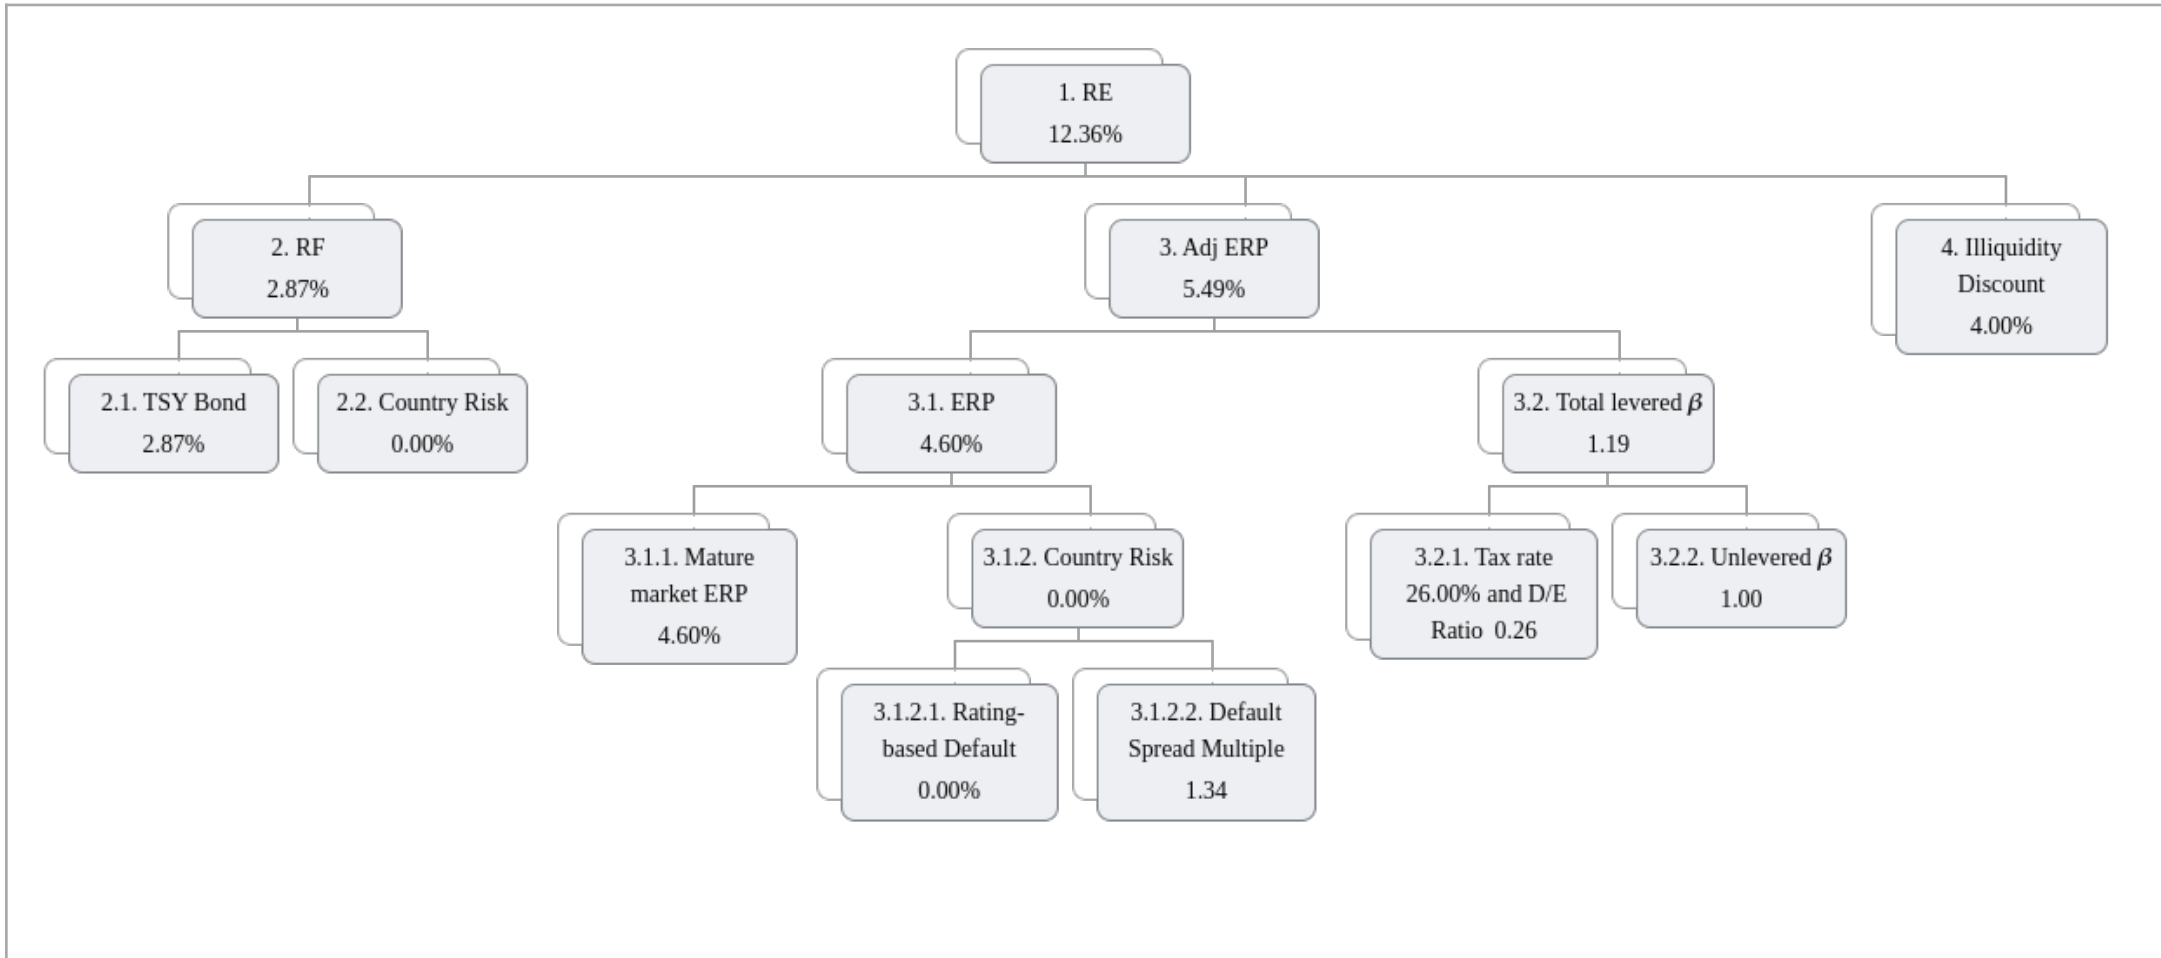 1. RE
12.36%
2. RF
2.87%
3. Adj ERP
5.49%
4. Illiquidity
Discount
4.00%
2.1. TSY Bond
2.87%
2.2. Country Risk
0.00%
3.1. ERP
4.60%
3.2. Total levered β
1.19
3.1.1. Mature
market ERP
4.60%
3.1.2. Country Risk
0.00%
3.2.1. Tax rate
26.00% and D/E
Ratio 0.26
3.2.2. Unlevered β
1.00
3.1.2.1. Rating-
based Default
0.00%
3.1.2.2. Default
Spread Multiple
1.34